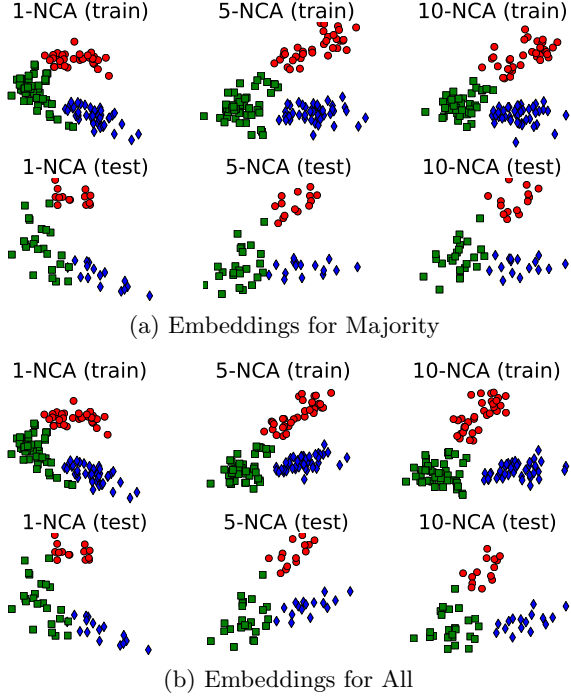 1-NCA (train) 5-NCA (train) 10-NCA (train)
1-NCA (test) 5-NCA (test) 10-NCA (test)
(a) Embeddings for Majority
1-NCA (train) 5-NCA (train) 10-NCA (train)
1-NCA (test) 5-NCA (test) 10-NCA (test)
(b) Embeddings for All